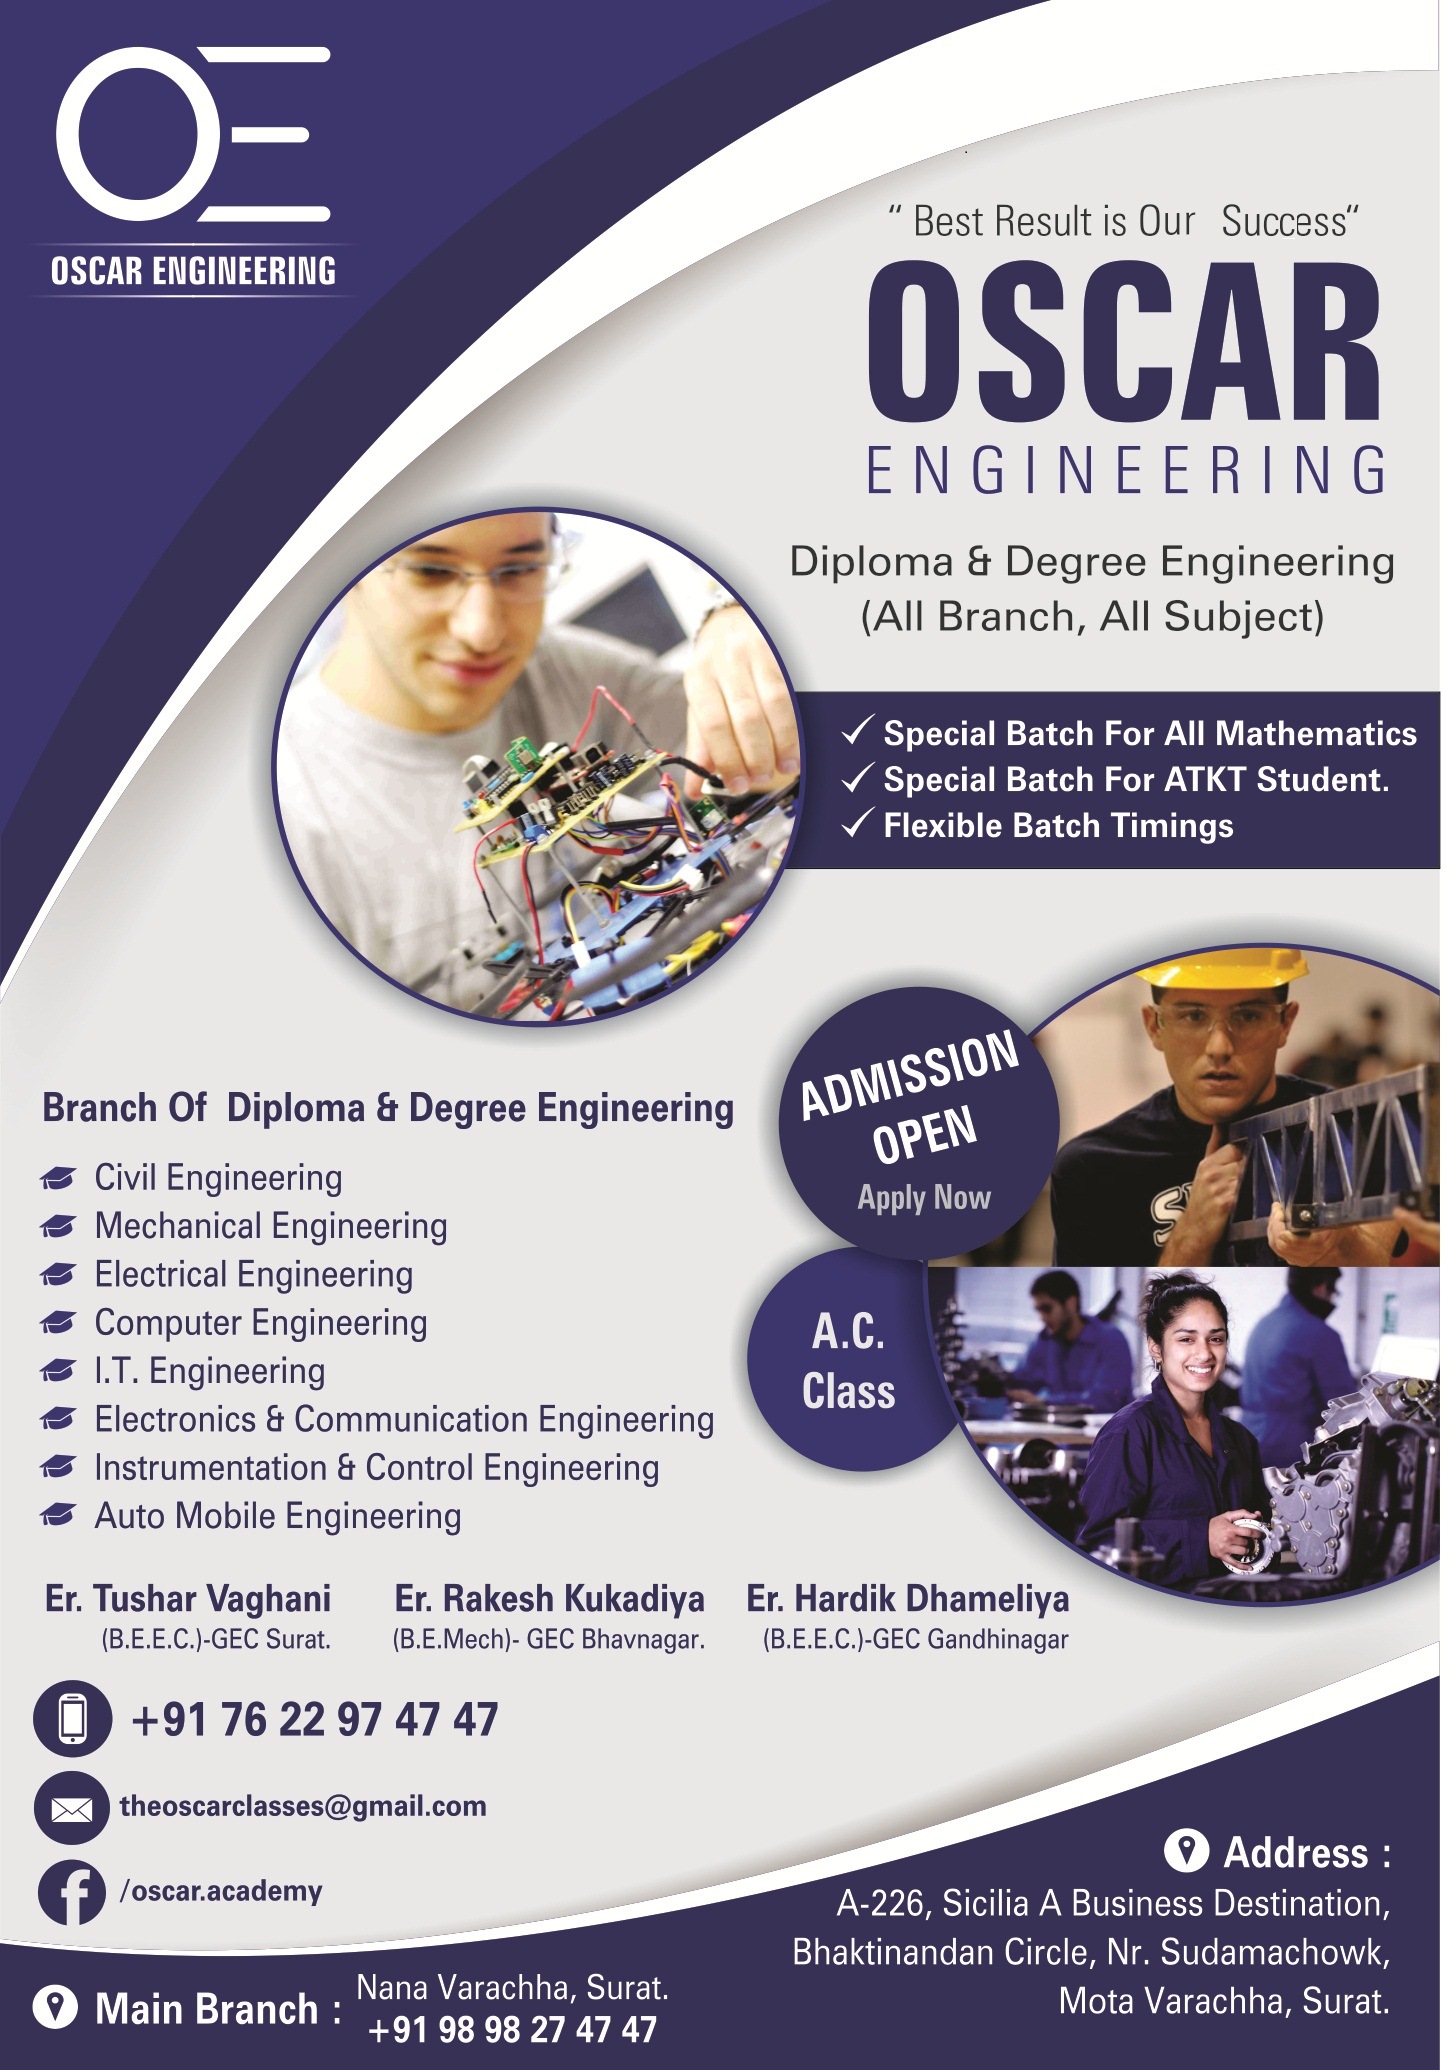 OE
OSCAR ENGINEERING
“ Best Result is Our Success“
OSCAR
ENGINEERING
Diploma & Degree Engineering
(All Branch, All Subject)
Special Batch For All Mathematics
Special Batch For ATKT Student.
Flexible Batch Timings
ADMISSION
OPEN
Apply Now
A.C.
Class
Branch Of Diploma & Degree Engineering
Civil Engineering
Mechanical Engineering
Electrical Engineering
Computer Engineering
I.T. Engineering
Electronics & Communication Engineering
Instrumentation & Control Engineering
Auto Mobile Engineering
Er. Tushar Vaghani
(B.E.E.C.)-GEC Surat.
Er. Rakesh Kukadiya
(B.E.Mech)- GEC Bhavnagar.
Er. Hardik Dhameliya
(B.E.E.C.)-GEC Gandhinagar
+91 76 22 97 47 47
theoscarclasses@gmail.com
/oscar.academy
Address :
A-226, Sicilia A Business Destination,
Bhaktinandan Circle, Nr. Sudamachowk,
Mota Varachha, Surat.
Main Branch :
Nana Varachha, Surat.
+91 98 98 27 47 47